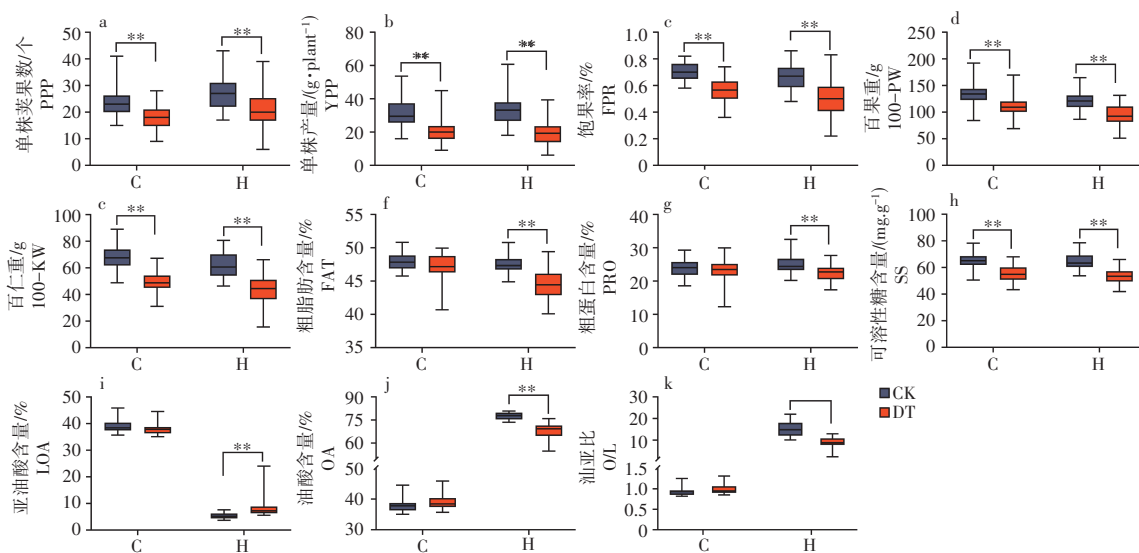 a
单株荚果数/个
PPP
50
40
30
20
10
0
**
**
C
H
b
单株产量/(g·plant⁻¹)
YPP
80
60
40
20
0
**
**
C
H
c
饱果率/%
FPR
1.0
0.8
0.6
0.4
0.2
0
**
**
C
H
d
百果重/g
100-PW
250
200
150
100
50
0
**
**
C
H
c
百仁重/g
100-KW
100
80
60
40
20
0
**
**
C
H
f
粗脂肪含量/%
FAT
55
50
45
40
35
**
C
H
g
粗蛋白含量/%
PRO
40
30
20
10
0
**
C
H
h
可溶性糖含量/(mg.g⁻¹)
SS
100
80
60
40
20
0
**
**
C
H
i
亚油酸含量/%
LOA
50
40
30
20
10
0
**
C
H
j
油酸含量/%
OA
90
75
60
50
40
30
**
C
H
k
油亚比
O/L
30
25
20
15
10
1.5
1.0
0.5
0
C
H
CK
DT